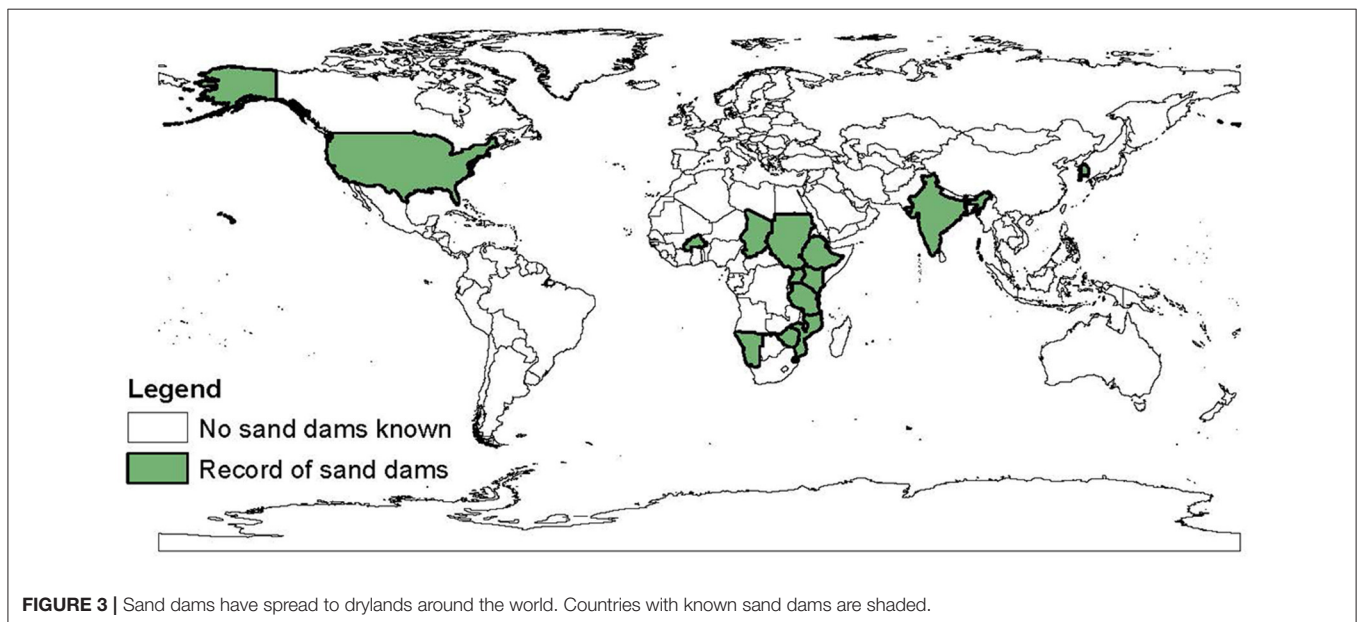 Legend
No sand dams known
Record of sand dams
FIGURE 3 | Sand dams have spread to drylands around the world. Countries with known sand dams are shaded.